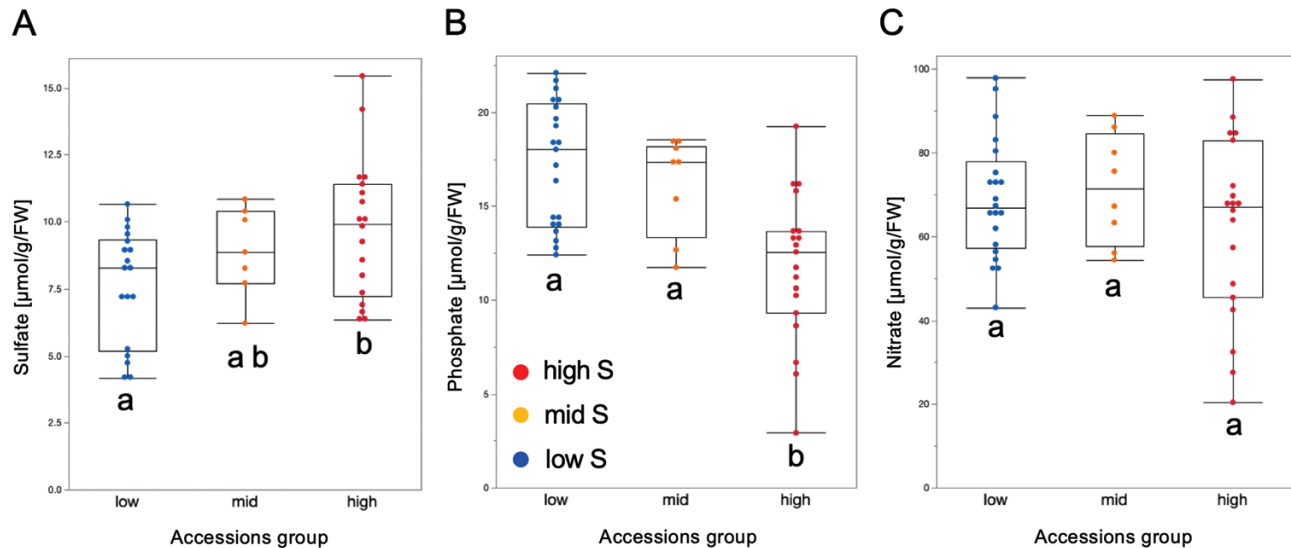 A
Sulfate [µmol/g/FW]
15.0
12.5
10.0
7.5
5.0
2.5
0.0
a
a b
b
low mid high
Accessions group
B
Phosphate [µmol/g/FW]
20
15
10
5
0
a
a
b
high S
mid S
low S
low mid high
Accessions group
C
Nitrate [µmol/g/FW]
100
80
60
40
20
0
a
a
a
low mid high
Accessions group